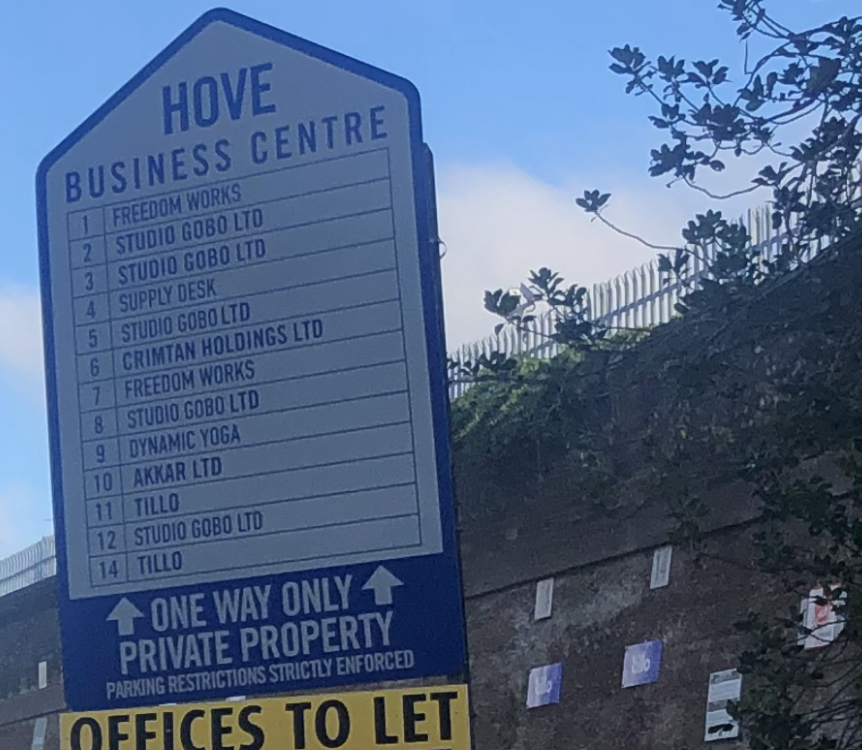 HOVE
BUSINESS CENTRE
1 FREEDOM WORKS
2 STUDIO GOBO LTD
3 STUDIO GOBO LTD
4 SUPPLY DESK
5 STUDIO GOBO LTD
6 CRIMTAN HOLDINGS LTD
7 FREEDOM WORKS
8 STUDIO GOBO LTD
9 DYNAMIC YOGA
10 AKKAR LTD
11 TILLO
12 STUDIO GOBO LTD
14 TILLO
ONE WAY ONLY
PRIVATE PROPERTY
PARKING RESTRICTIONS STRICTLY ENFORCED
OFFICES TO LET